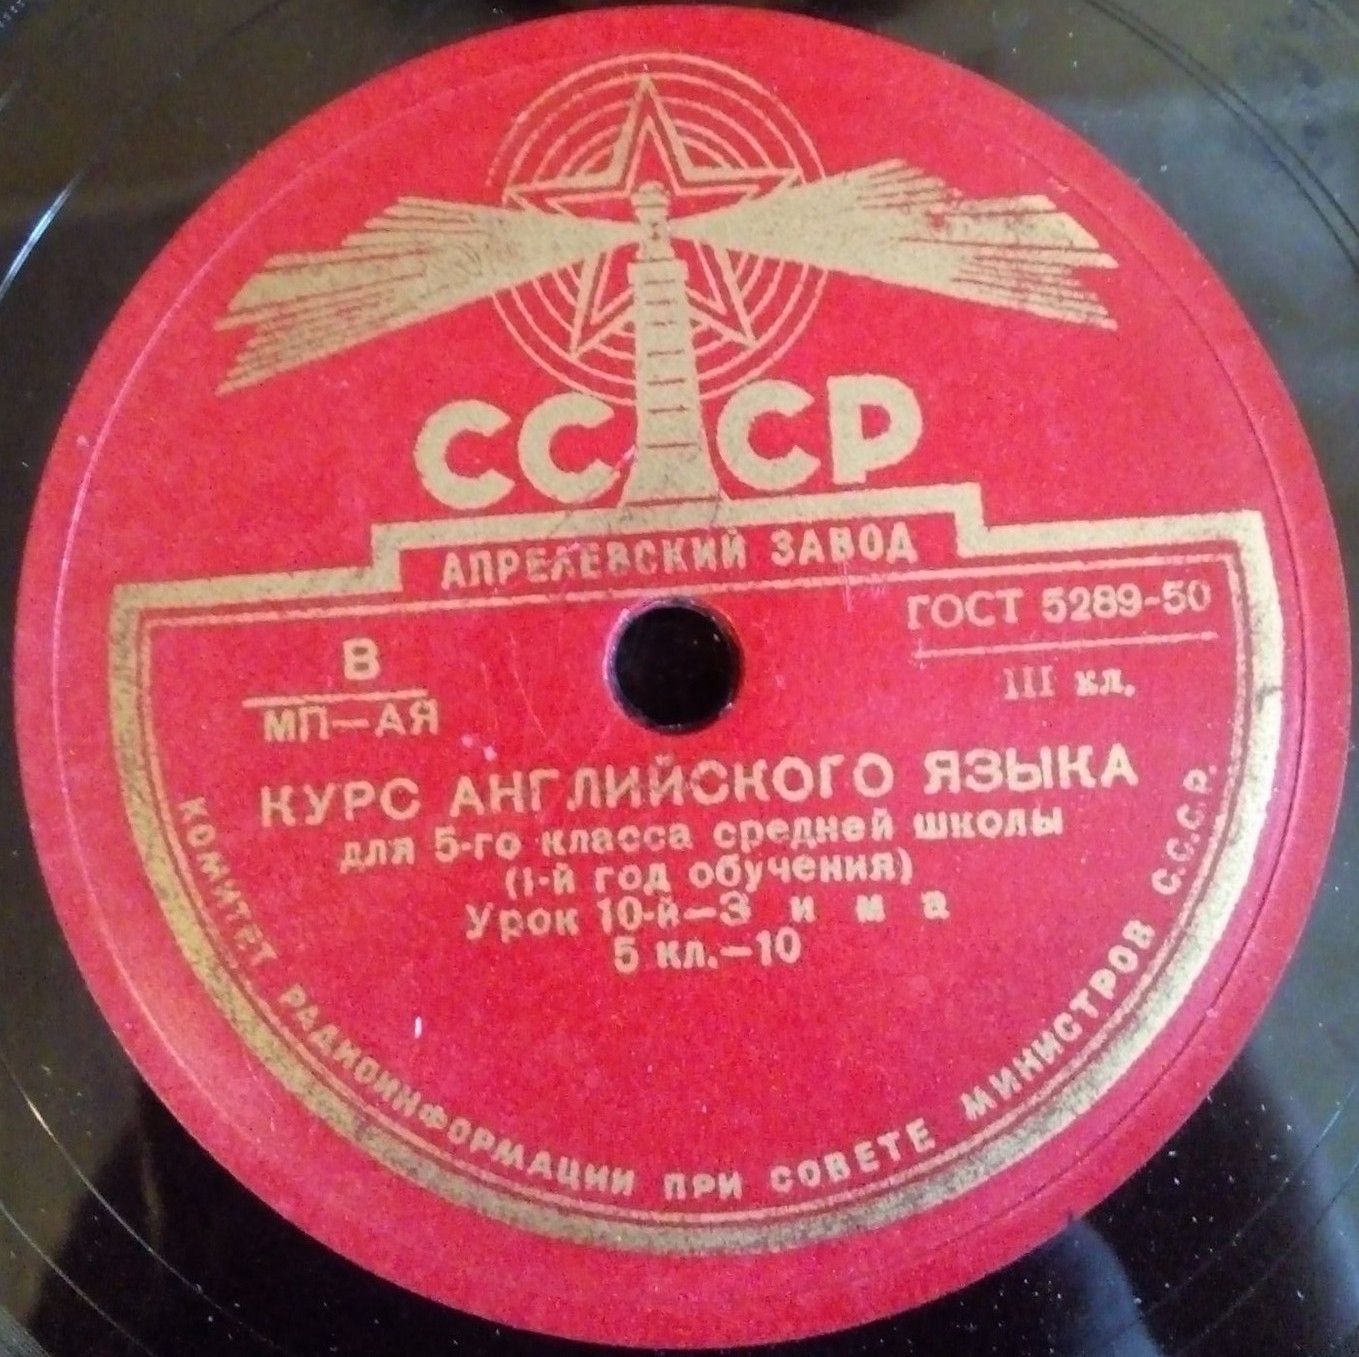 СССР
АПРЕЛЕВСКИЙ ЗАВОД
ГОСТ 5289-50
III кл.
В
МП—АЯ
КУРС АНГЛИЙСКОГО ЯЗЫКА
для 5-го класса средней школы
(1-й год обучения)
Урок 10-й—Зима
5 кл.—10
КОМИТЕТ РАДИОИНФОРМАЦИИ ПРИ СОВЕТЕ МИНИСТРОВ С.С.С.Р.